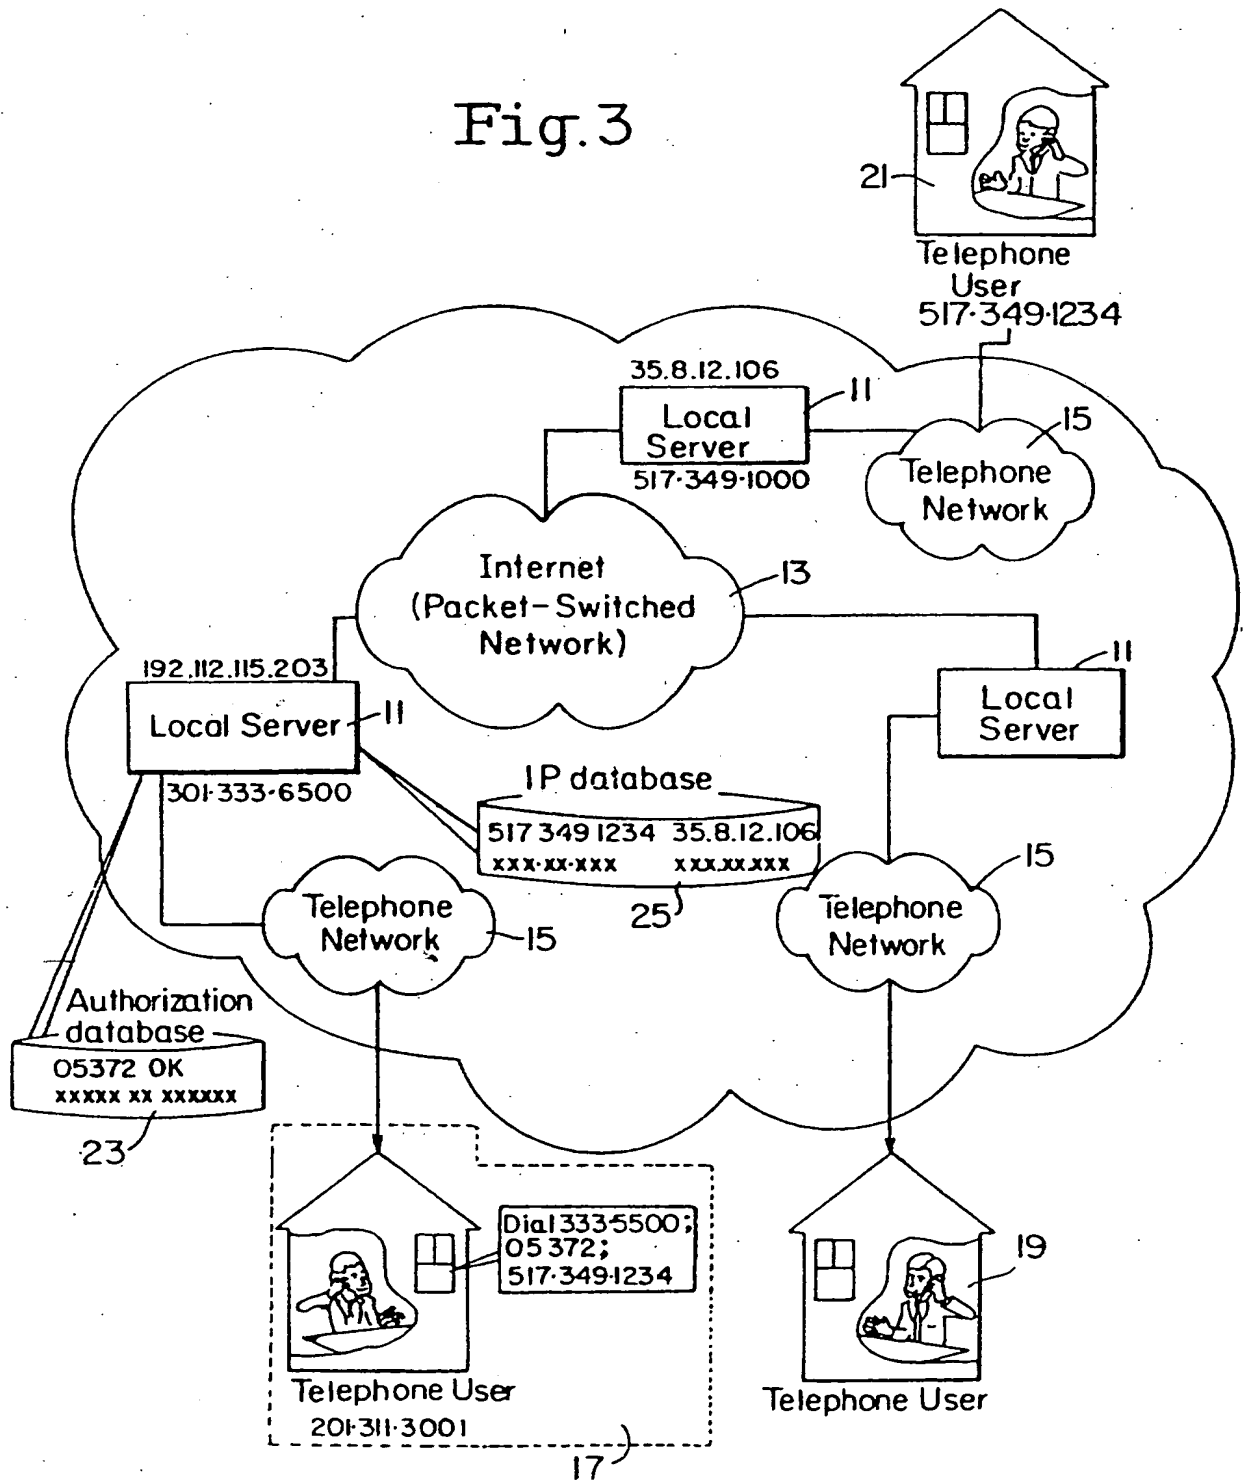 Fig.3
21
Telephone
User
517·349·1234
35.8.12.106
11
Local
Server
517·349·1000
15
Telephone
Network
Internet
(Packet-Switched
Network)
13
192.112.115.203
Local Server
11
301·333·6500
11
Local
Server
IP database
517 349 1234 35.8.12.106
xxx·xx·xxx xxx.xx.xxx
25
Telephone
Network
15
15
Telephone
Network
Authorization
database
05372 OK
xxxxx xx xxxxxx
23
Dial 333·5500;
05372;
517·349·1234
Telephone User
201·311·3001
17
19
Telephone User